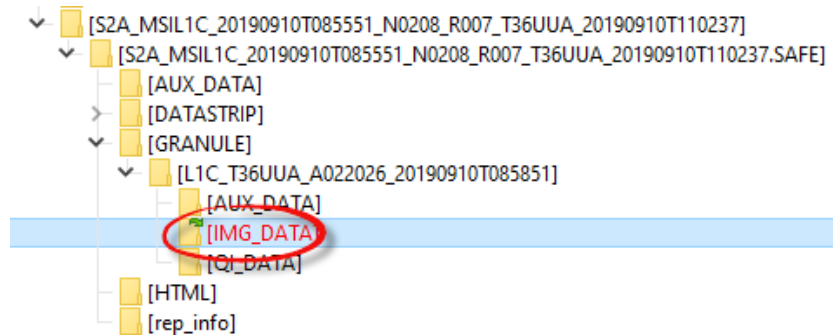 [S2A_MSIL1C_20190910T085551_N0208_R007_T36UUA_20190910T110237]
[S2A_MSIL1C_20190910T085551_N0208_R007_T36UUA_20190910T110237.SAFE]
[AUX_DATA]
[DATASTRIP]
[GRANULE]
[L1C_T36UUA_A022026_20190910T085851]
[AUX_DATA]
[IMG_DATA]
[QI_DATA]
[HTML]
[rep_info]